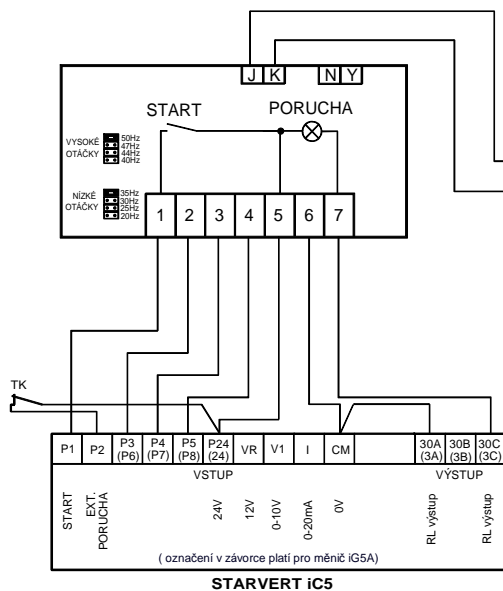 J K N Y
START PORUCHA
VYSOKÉ OTÁČKY
50Hz
47Hz
44Hz
40Hz
NÍZKÉ OTÁČKY
35Hz
30Hz
25Hz
20Hz
1 2 3 4 5 6 7
TK
P1 P2 P3 (P6) P4 (P7) P5 (P8) P24 (24) VR V1 I CM 30A (3A) 30B (3B) 30C (3C)
VSTUP VÝSTUP
START
EXT. PORUCHA
24V
12V
0-10V
0-20mA
0V
RL výstup
RL výstup
( označení v závorce platí pro měnič iG5A)
STARVERT iC5